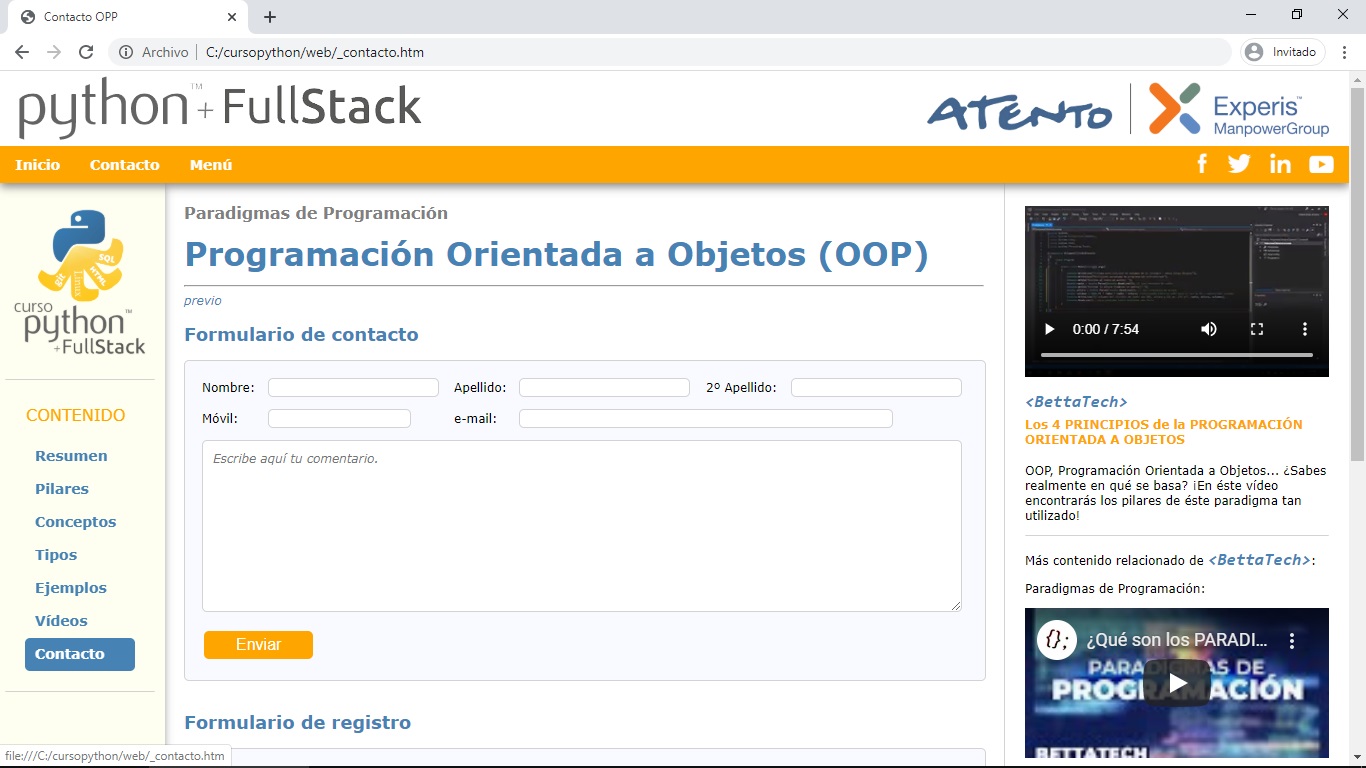 Contacto OPP
Archivo
C:/cursopython/web/_contacto.htm
Invitado
python™+FullStack
ATENTO
Experis™
ManpowerGroup
Inicio
Contacto
Menú
SQL
HTML
git
Linux
curso
python™
+FullStack
CONTENIDO
Resumen
Pilares
Conceptos
Tipos
Ejemplos
Vídeos
Contacto
Paradigmas de Programación
Programación Orientada a Objetos (OOP)
previo
Formulario de contacto
Nombre:
Apellido:
2º Apellido:
Móvil:
e-mail:
Escribe aquí tu comentario.
Enviar
Formulario de registro
0:00 / 7:54
<BettaTech>
Los 4 PRINCIPIOS de la PROGRAMACIÓN
ORIENTADA A OBJETOS
OOP, Programación Orientada a Objetos... ¿Sabes
realmente en qué se basa? ¡En éste vídeo
encontrarás los pilares de éste paradigma tan
utilizado!
Más contenido relacionado de <BettaTech>:
Paradigmas de Programación:
{};
¿Qué son los PARADI...
PARADIGMAS DE
PROGRAMACIÓN
BETTATECH
file:///C:/cursopython/web/_contacto.htm